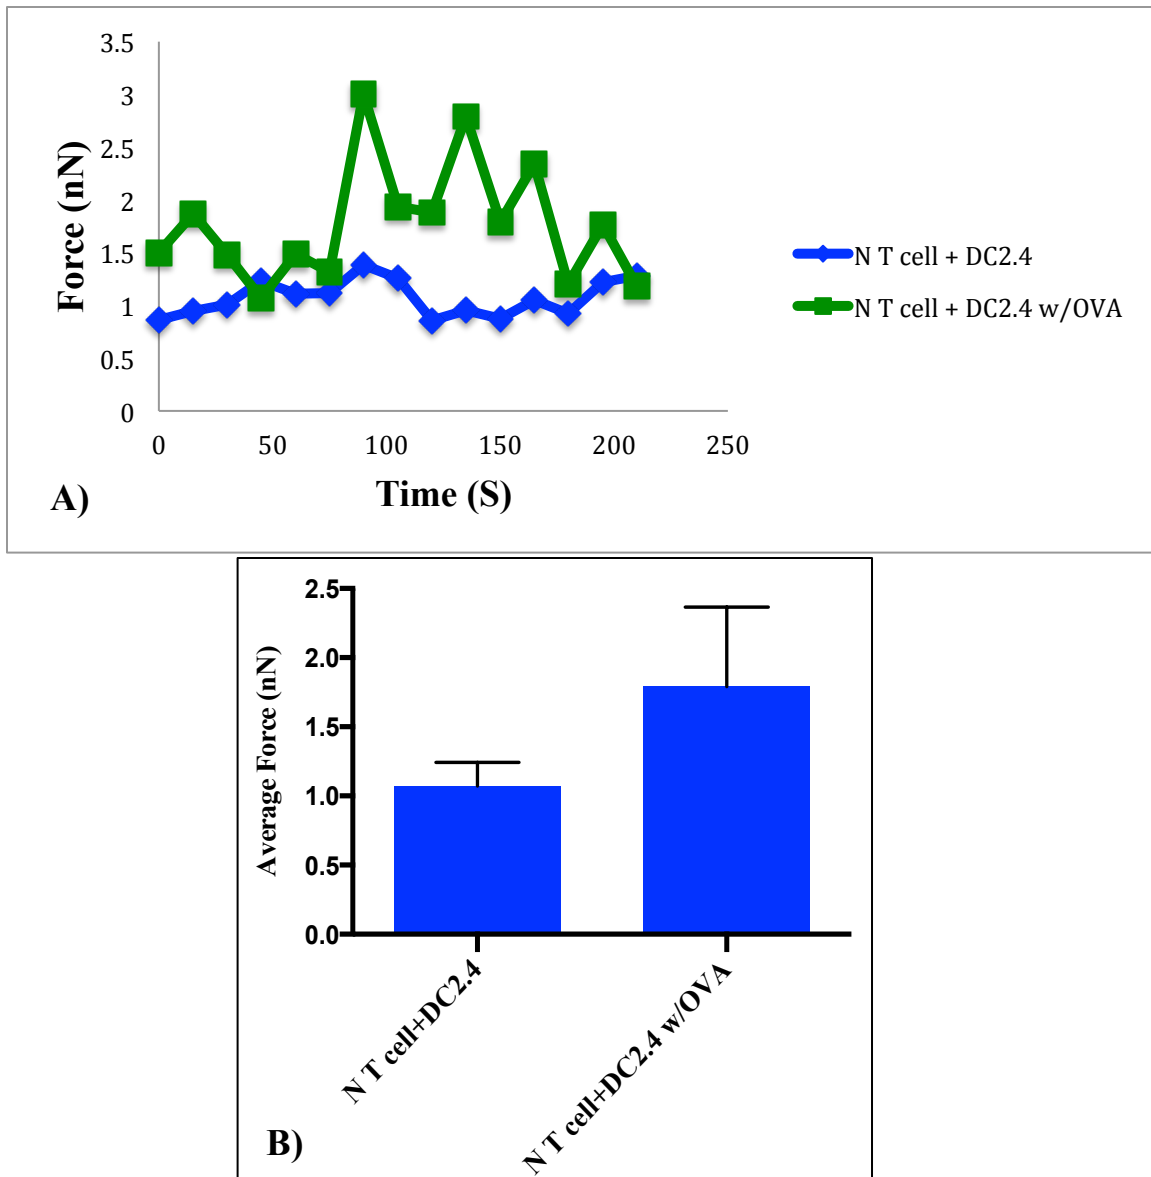 3.5
3
2.5
2
1.5
1
0.5
0
Force (nN)
0 50 100 150 200 250
Time (S)
A)
N T cell + DC2.4
N T cell + DC2.4 w/OVA
2.5
2.0
1.5
1.0
0.5
0.0
Average Force (nN)
N T cell+DC2.4
N T cell+DC2.4 w/OVA
B)